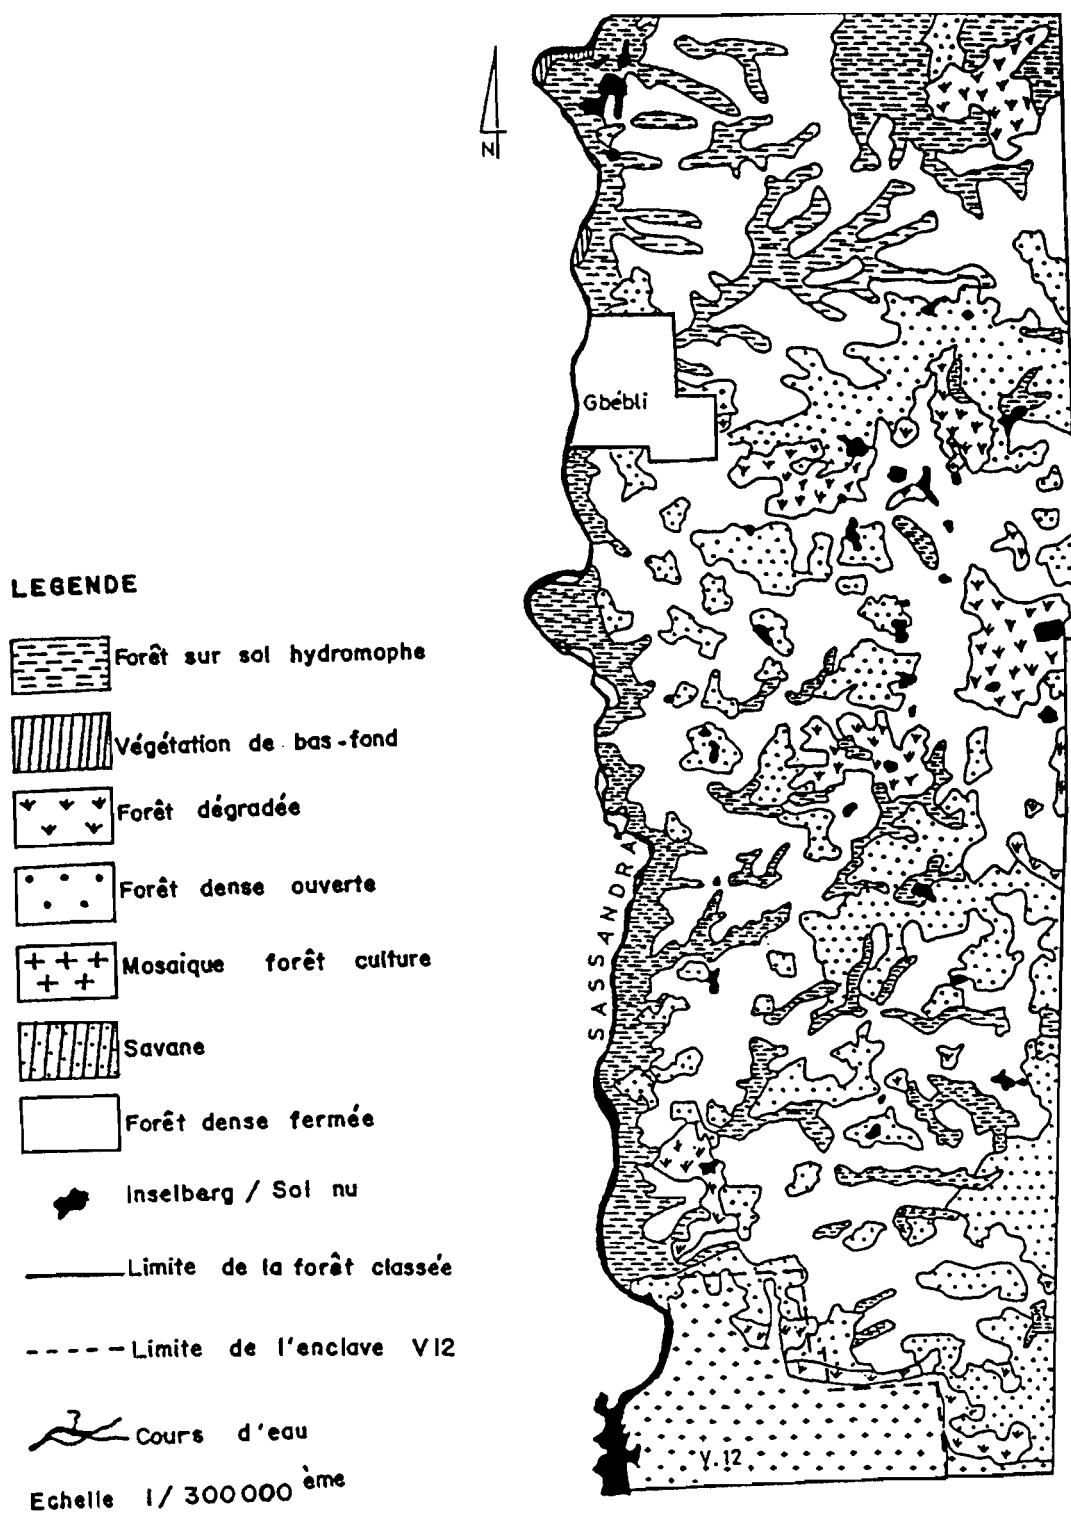 N
Gbébli
SASSANDRA
V.12
LEGENDE
Forêt sur sol hydromophe
Végétation de bas-fond
Forêt dégradée
Forêt dense ouverte
Mosaique forêt culture
Savane
Forêt dense fermée
Inselberg / Sol nu
Limite de la forêt classée
Limite de l'enclave V12
Cours d'eau
Echelle 1/300000 ème